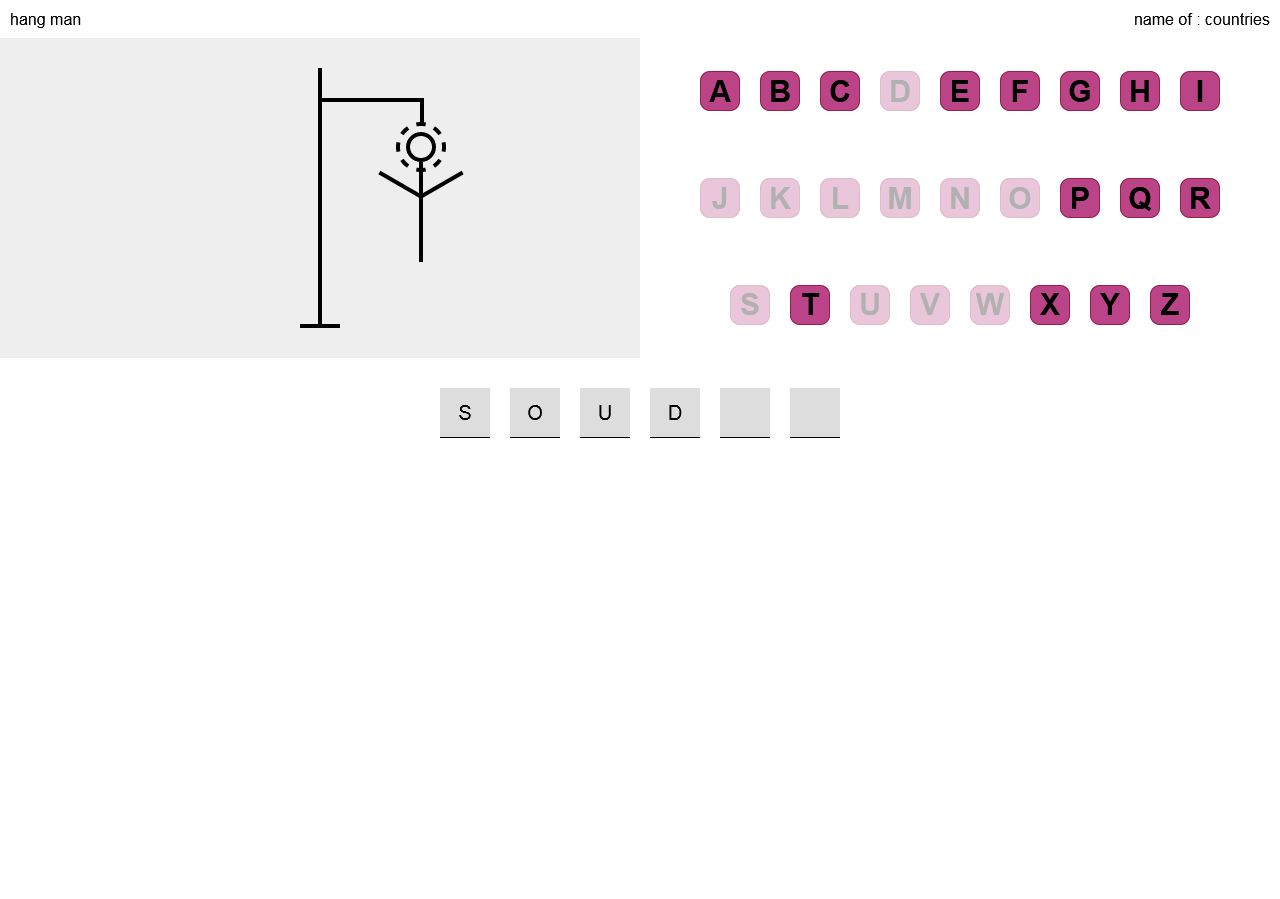 hang man
name of : countries
A B C D E F G H I
J K L M N O P Q R
S T U V W X Y Z
S O U D